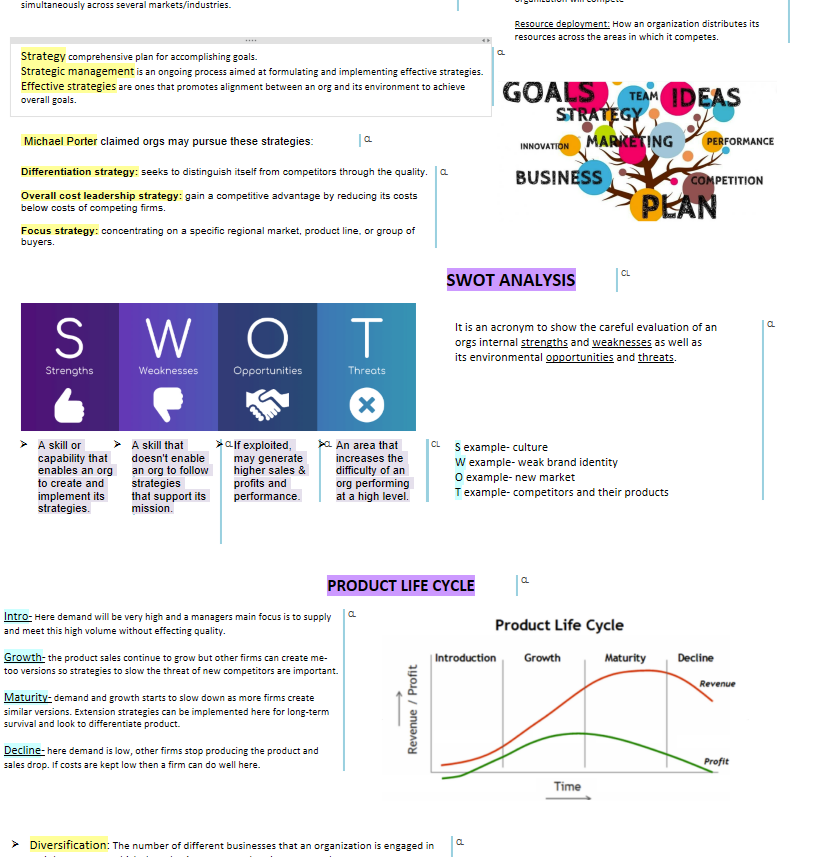 simultaneously across several markets/industries.
Resource deployment: How an organization distributes its
resources across the areas in which it competes.
Strategy comprehensive plan for accomplishing goals.
Strategic management is an ongoing process aimed at formulating and implementing effective strategies.
Effective strategies are ones that promotes alignment between an org and its environment to achieve
overall goals.
CL
GOALS
TEAM
IDEAS
STRATEGY
INNOVATION
MARKETING
PERFORMANCE
BUSINESS
COMPETITION
PLAN
Michael Porter claimed orgs may pursue these strategies:
CL
Differentiation strategy: seeks to distinguish itself from competitors through the quality.
CL
Overall cost leadership strategy: gain a competitive advantage by reducing its costs
below costs of competing firms.
Focus strategy: concentrating on a specific regional market, product line, or group of
buyers.
SWOT ANALYSIS
CL
S W O T
Strengths Weaknesses Opportunities Threats
It is an acronym to show the careful evaluation of an
orgs internal strengths and weaknesses as well as
its environmental opportunities and threats.
CL
➤ A skill or
capability that
enables an org
to create and
implement its
strategies.
➤ A skill that
doesn't enable
an org to follow
strategies
that support its
mission.
➤ CL If exploited,
may generate
higher sales &
profits and
performance.
➤ CL An area that
increases the
difficulty of an
org performing
at a high level.
CL
S example- culture
W example- weak brand identity
O example- new market
T example- competitors and their products
PRODUCT LIFE CYCLE
CL
Intro- Here demand will be very high and a managers main focus is to supply
and meet this high volume without effecting quality.
CL
Growth- the product sales continue to grow but other firms can create me-
too versions so strategies to slow the threat of new competitors are important.
Maturity- demand and growth starts to slow down as more firms create
similar versions. Extension strategies can be implemented here for long-term
survival and look to differentiate product.
Decline- here demand is low, other firms stop producing the product and
sales drop. If costs are kept low then a firm can do well here.
Product Life Cycle
Introduction Growth Maturity Decline
Revenue
Revenue / Profit
Profit
Time
➤ Diversification: The number of different businesses that an organization is engaged in
CL